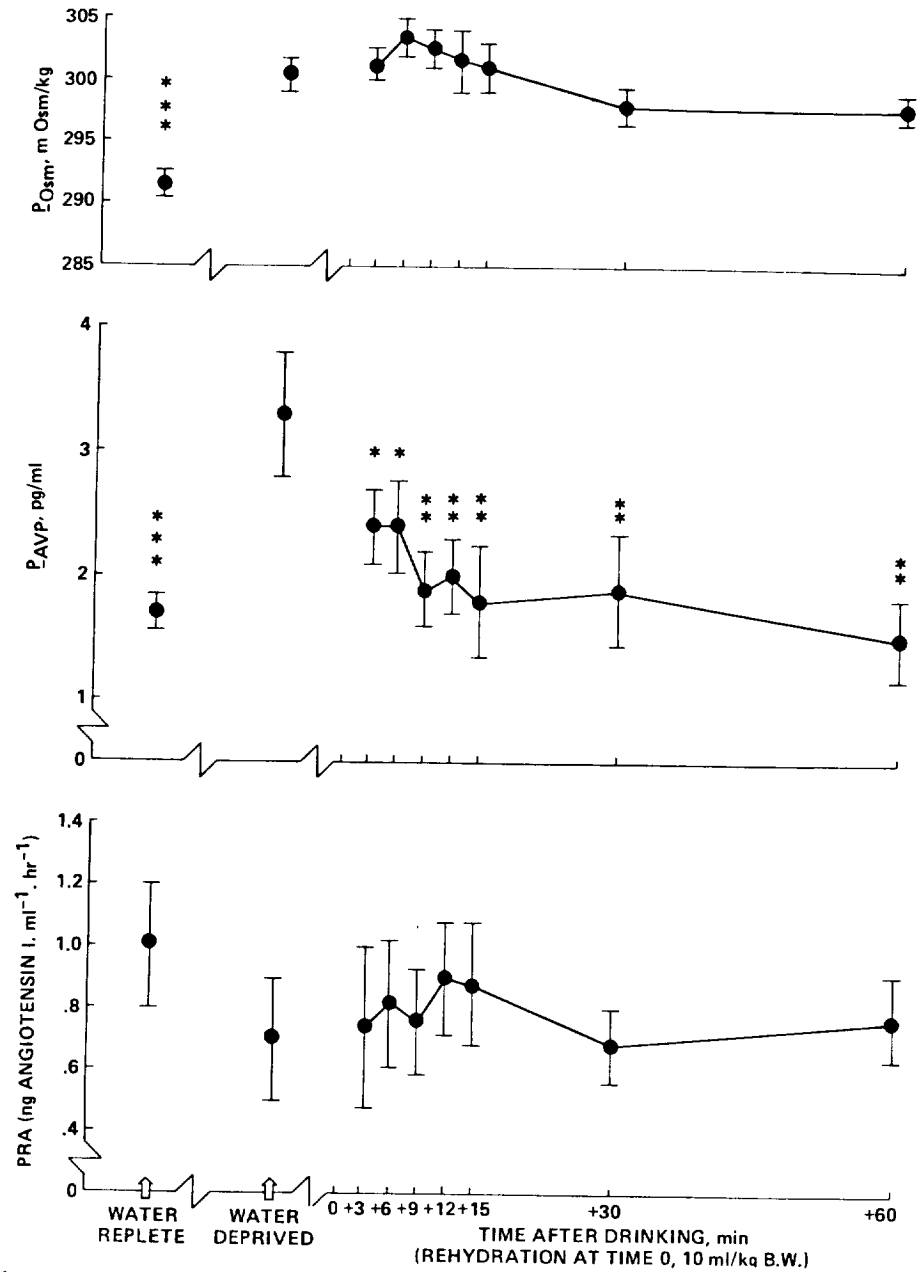 305
300
295
290
285
P Osm, m Osm/kg
*
*
*
4
3
2
1
0
P AVP, pg/ml
*
*
*
* *
* * * * *
* * * * *
1.4
1.2
1.0
.8
.6
.4
0
PRA (ng ANGIOTENSIN I. ml-1. hr-1)
0 +3 +6 +9 +12 +15 +30 +60
WATER REPLETE
WATER DEPRIVED
TIME AFTER DRINKING, min
(REHYDRATION AT TIME 0, 10 ml/kg B.W.)